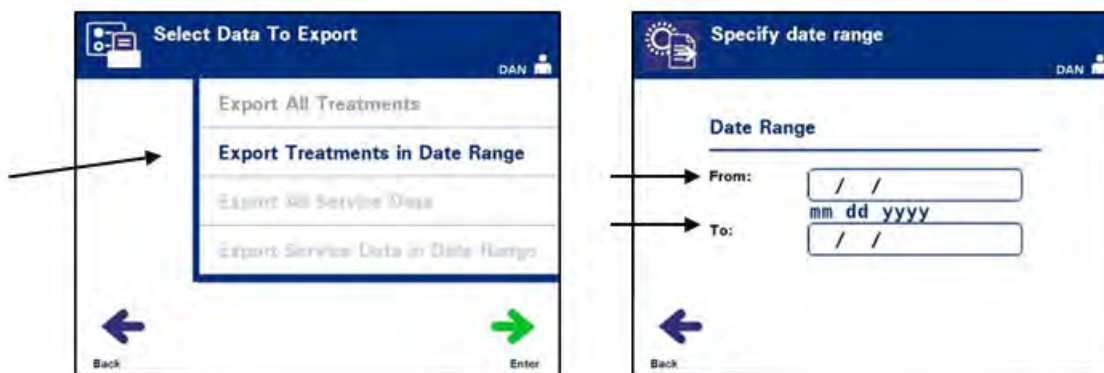 Select Data To Export
DAN
Export All Treatments
Export Treatments in Date Range
Export All Service Data
Export Service Data in Date Range
Back
Enter
Specify date range
DAN
Date Range
From:
/ /
mm dd yyyy
To:
/ /
Back